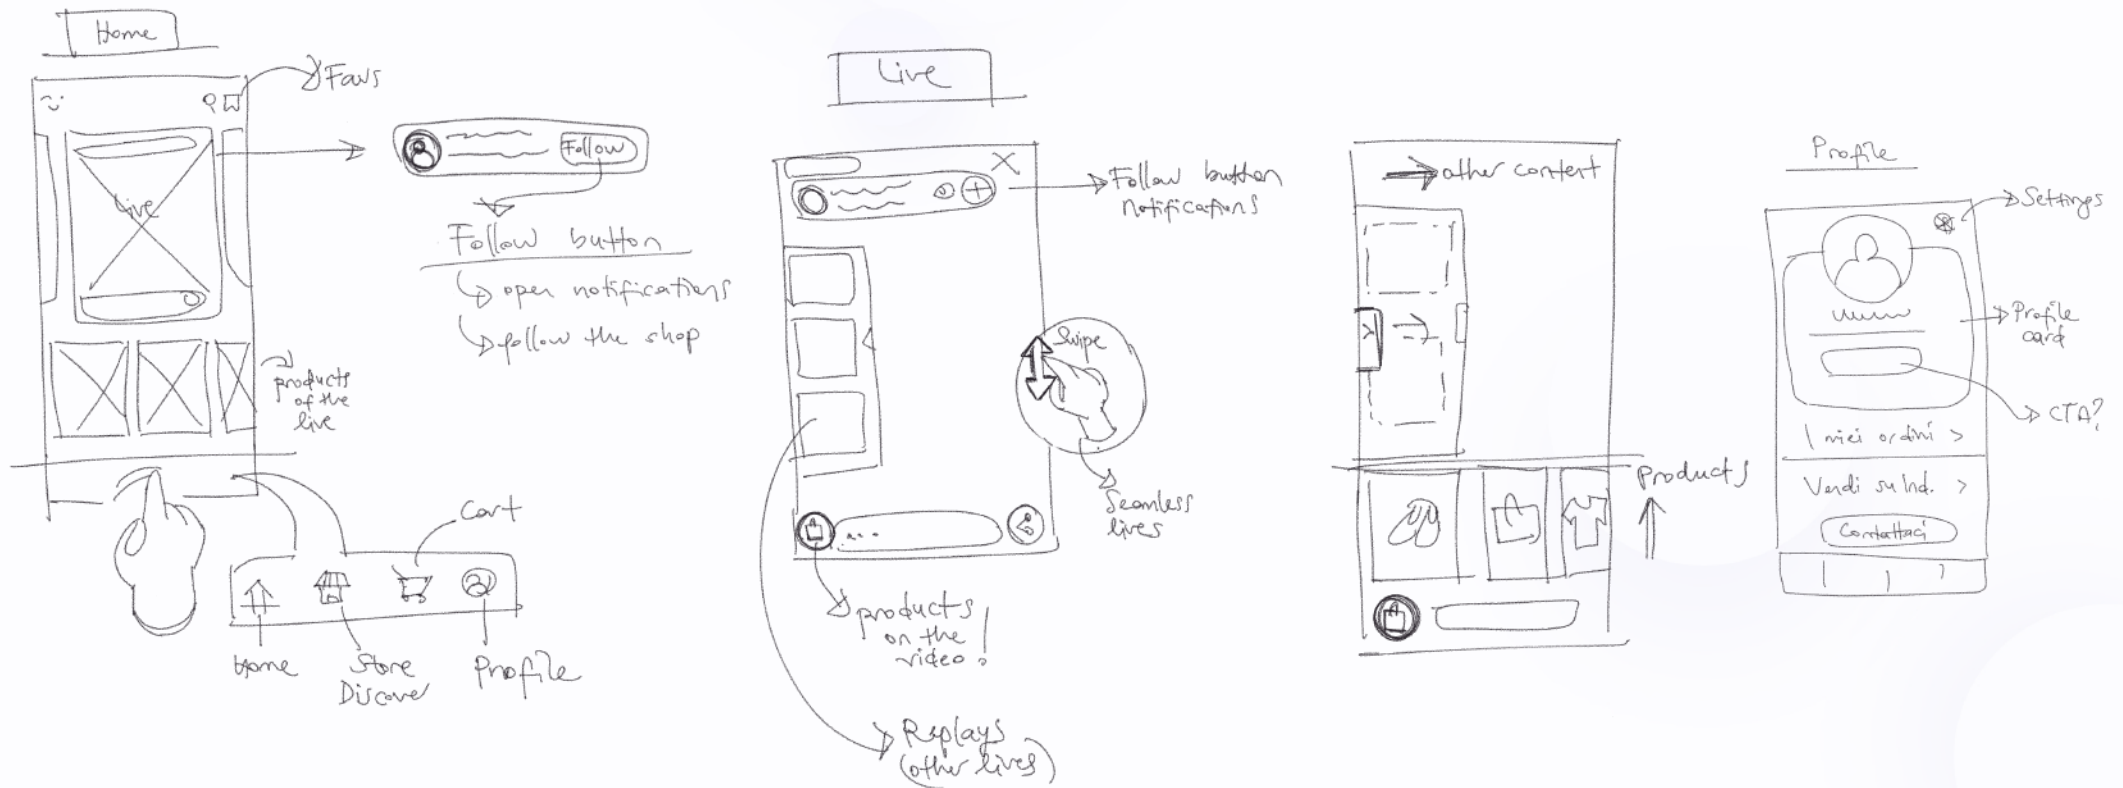 Home
Favs
Live
Follow
Follow button
open notifications
follow the shop
products
of the
live
Cart
Home
Store
Discover
Profile
Live
Follow button
notifications
Swipe
Seamless
lives
...
products
on the
video!
Replays
(other lives)
other content
Products
Profile
Settings
Profile
card
CTA?
I miei ordini >
Vendi su Ind. >
Contattaci